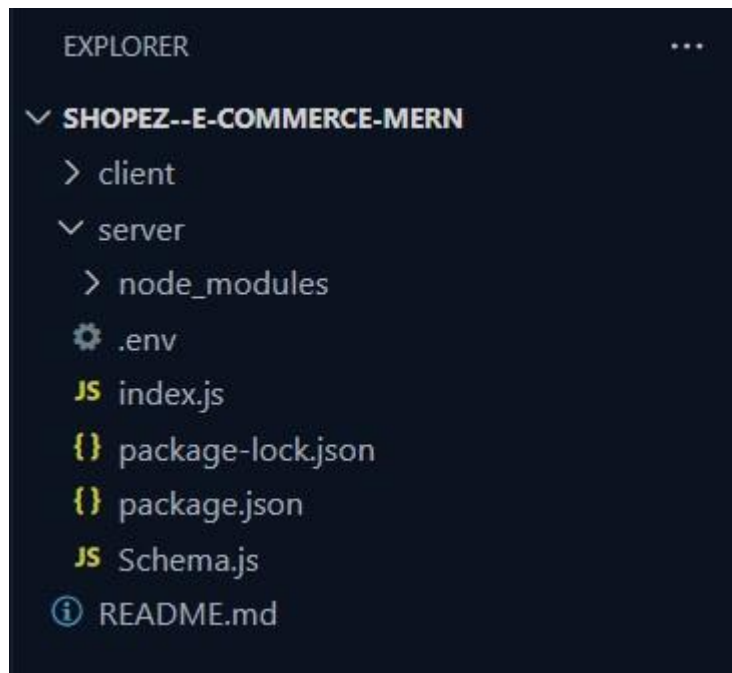 EXPLORER ...
SHOPEZ--E-COMMERCE-MERN
client
server
node_modules
.env
JS index.js
{} package-lock.json
{} package.json
JS Schema.js
README.md